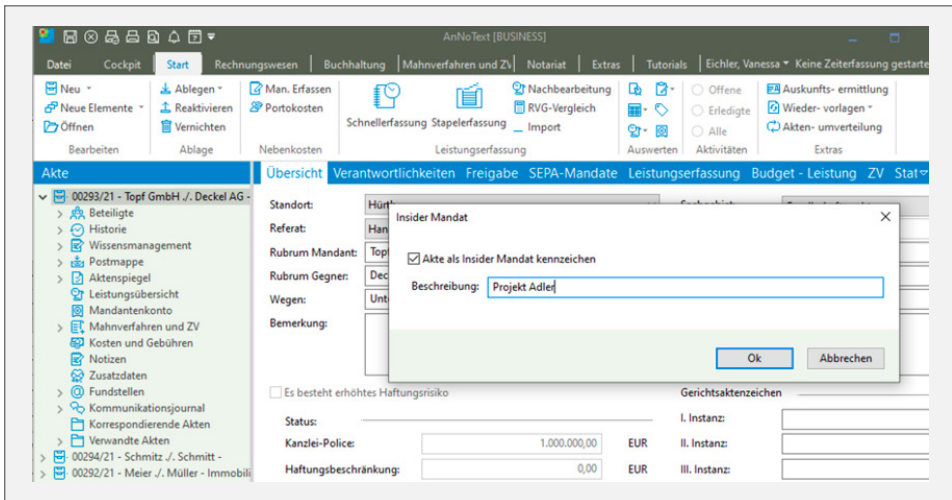 AnNoText [BUSINESS]
Datei Cockpit Start Rechnungswesen Buchhaltung Mahnverfahren und ZV Notariat Extras Tutorials Eichler, Vanessa Keine Zeiterfassung gestarte
Neu Ablegen Man. Erfassen Nachbearbeitung Offene Auskunfts- ermittlung
Neue Elemente Reaktivieren Portokosten Schnellerfassung Stapelerfassung RVG-Vergleich Erledigte Wieder- vorlagen
Öffnen Vernichten Import Alle Akten- umverteilung
Bearbeiten Ablage Nebenkosten Leistungserfassung Auswerten Aktivitäten Extras
Akte
Übersicht Verantwortlichkeiten Freigabe SEPA-Mandate Leistungserfassung Budget - Leistung ZV Stat
00293/21 - Topf GmbH ./. Deckel AG -
Beteiligte
Historie
Wissensmanagement
Postmappe
Aktenspiegel
Leistungsübersicht
Mandantenkonto
Mahnverfahren und ZV
Kosten und Gebühren
Notizen
Zusatzdaten
Fundstellen
Kommunikationsjournal
Korrespondierende Akten
Verwandte Akten
00294/21 - Schmitz ./. Schmitt -
00292/21 - Meier ./. Müller - Immobili
Standort: Hürt
Referat: Han
Rubrum Mandant: Topf
Rubrum Gegner: Dec
Wegen: Unt
Bemerkung:
Insider Mandat
Akte als Insider Mandat kennzeichen
Beschreibung: Projekt Adler
Ok Abbrechen
Es besteht erhöhtes Haftungsrisiko
Status:
Kanzlei-Police: 1.000.000,00 EUR
Haftungsbeschränkung: 0,00 EUR
Gerichtsaktenzeichen
I. Instanz:
II. Instanz:
III. Instanz: